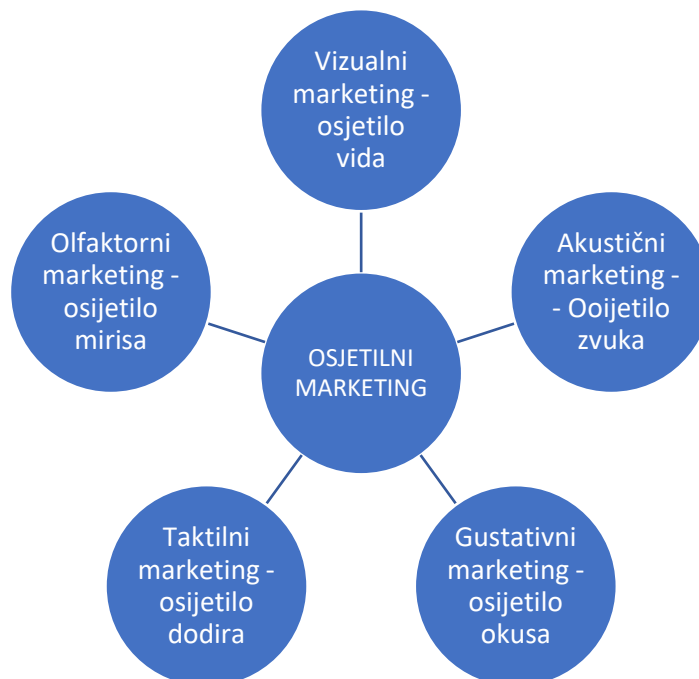 Vizualni
marketing -
osjetilo
vida
Olfaktorni
marketing -
osijetilo
mirisa
Akustični
marketing -
- Ooijetilo
zvuka
OSJETILNI
MARKETING
Taktilni
marketing -
osijetilo
dodira
Gustativni
marketing -
osijetilo
okusa